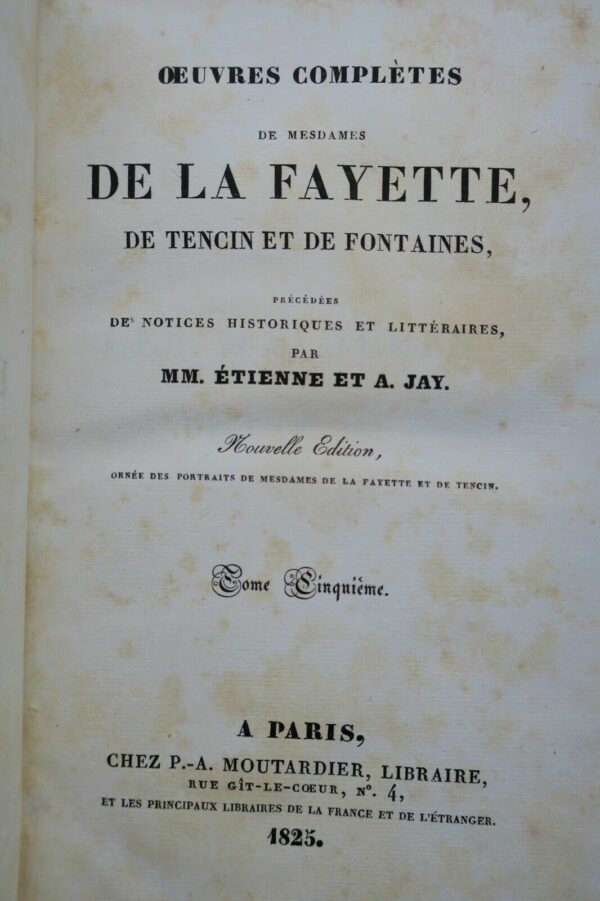 ŒUVRES COMPLÈTES
DE MESDAMES
DE LA FAYETTE,
DE TENCIN ET DE FONTAINES,
PRÉCÉDÉES
DE NOTICES HISTORIQUES ET LITTÉRAIRES,
PAR
MM. ÉTIENNE ET A. JAY.
Nouvelle Edition,
ORNÉE DES PORTRAITS DE MESDAMES DE LA FAYETTE ET DE TENCIN.
Tome Cinquième.
A PARIS,
CHEZ P.-A. MOUTARDIER, LIBRAIRE,
RUE GÎT-LE-CŒUR, Nº. 4,
ET LES PRINCIPAUX LIBRAIRES DE LA FRANCE ET DE L'ÉTRANGER.
1825.